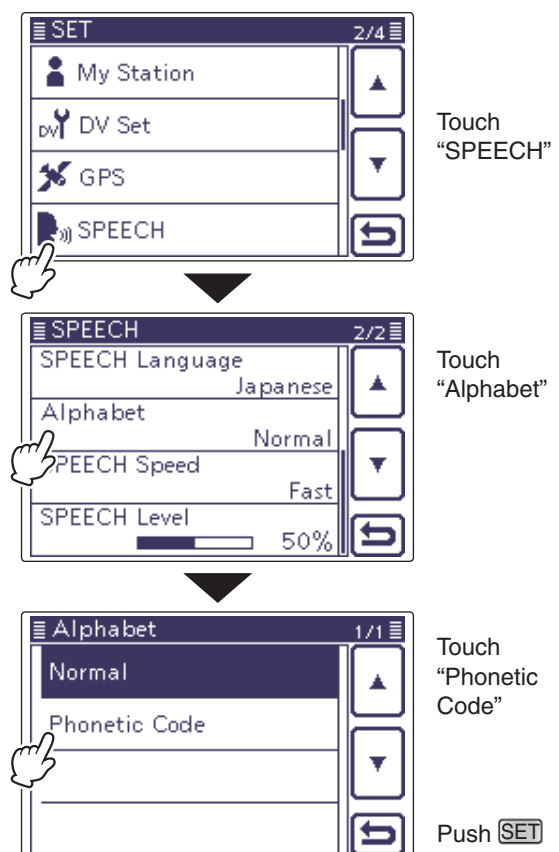 SET 2/4
My Station
DV DV Set
GPS
SPEECH
Touch
“SPEECH”
SPEECH 2/2
SPEECH Language
Japanese
Alphabet
Normal
SPEECH Speed
Fast
SPEECH Level
50%
Touch
“Alphabet”
Alphabet 1/1
Normal
Phonetic Code
Touch
“Phonetic
Code”
Push SET